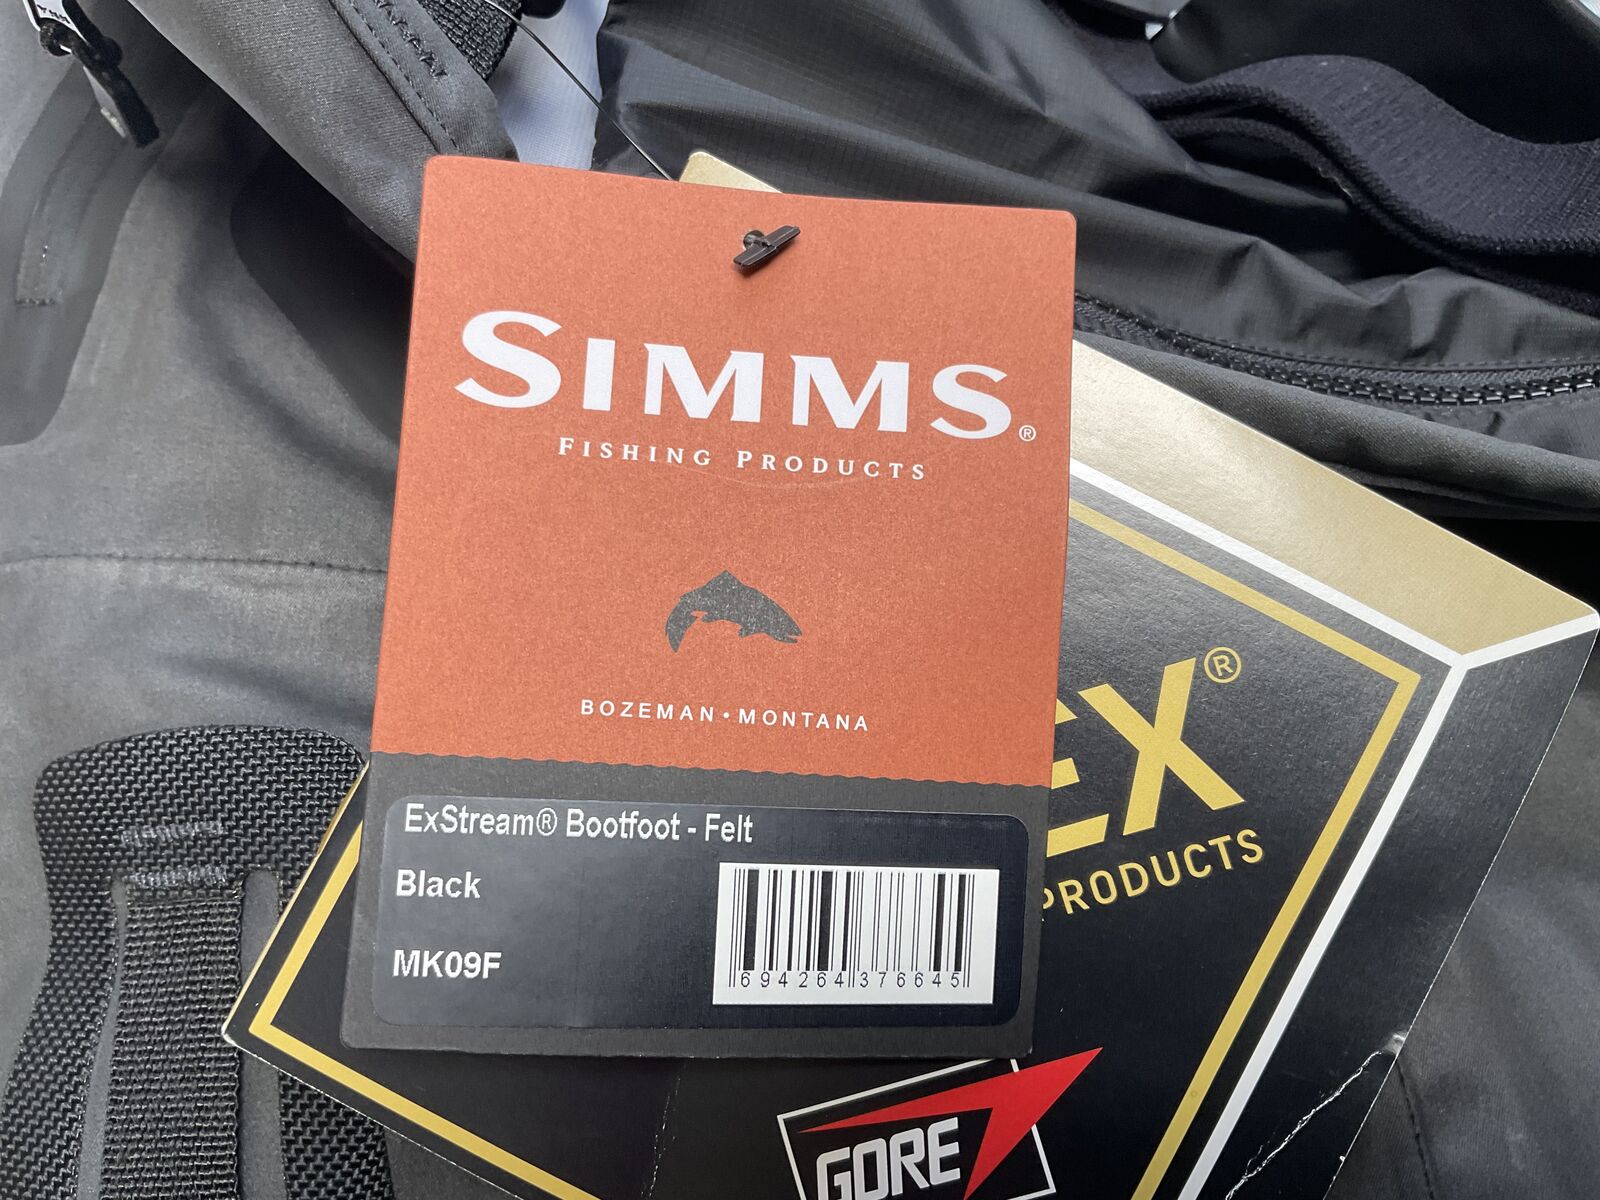 SIMMS®
FISHING PRODUCTS
BOZEMAN • MONTANA
ExStream® Bootfoot - Felt
Black
MK09F
694264376645
EX®
PRODUCTS
GORE